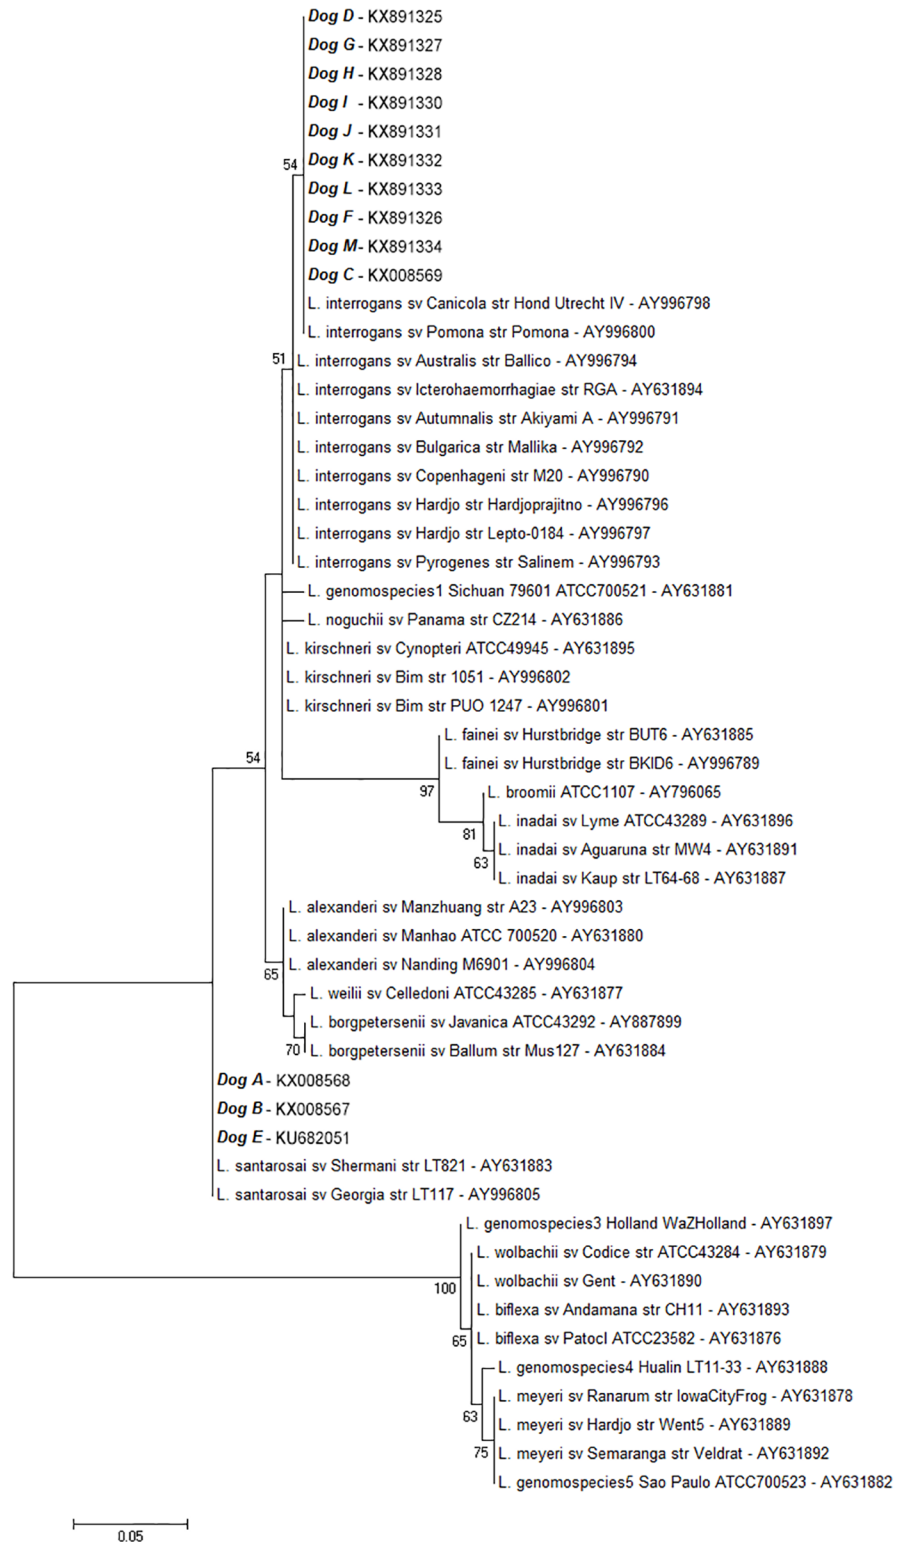 Dog D - KX891325
Dog G - KX891327
Dog H - KX891328
Dog I - KX891330
Dog J - KX891331
Dog K - KX891332
54
Dog L - KX891333
Dog F - KX891326
Dog M- KX891334
Dog C - KX008569
L. interrogans sv Canicola str Hond Utrecht IV - AY996798
L. interrogans sv Pomona str Pomona - AY996800
51
L. interrogans sv Australis str Ballico - AY996794
L. interrogans sv Icterohaemorrhagiae str RGA - AY631894
L. interrogans sv Autumnalis str Akiyami A - AY996791
L. interrogans sv Bulgarica str Mallika - AY996792
L. interrogans sv Copenhageni str M20 - AY996790
L. interrogans sv Hardjo str Hardjoprajitno - AY996796
L. interrogans sv Hardjo str Lepto-0184 - AY996797
L. interrogans sv Pyrogenes str Salinem - AY996793
L. genomospecies1 Sichuan 79601 ATCC700521 - AY631881
L. noguchii sv Panama str CZ214 - AY631886
L. kirschneri sv Cynopteri ATCC49945 - AY631895
L. kirschneri sv Bim str 1051 - AY996802
L. kirschneri sv Bim str PUO 1247 - AY996801
L. fainei sv Hurstbridge str BUT6 - AY631885
54
L. fainei sv Hurstbridge str BKID6 - AY996789
97
L. broomii ATCC1107 - AY796065
L. inadai sv Lyme ATCC43289 - AY631896
81
L. inadai sv Aguaruna str MW4 - AY631891
63
L. inadai sv Kaup str LT64-68 - AY631887
L. alexanderi sv Manzhuang str A23 - AY996803
L. alexanderi sv Manhao ATCC 700520 - AY631880
L. alexanderi sv Nanding M6901 - AY996804
65
L. weilii sv Celledoni ATCC43285 - AY631877
L. borgpetersenii sv Javanica ATCC43292 - AY887899
70
L. borgpetersenii sv Ballum str Mus127 - AY631884
Dog A - KX008568
Dog B - KX008567
Dog E - KU682051
L. santarosai sv Shermani str LT821 - AY631883
L. santarosai sv Georgia str LT117 - AY996805
L. genomospecies3 Holland WaZHolland - AY631897
L. wolbachii sv Codice str ATCC43284 - AY631879
L. wolbachii sv Gent - AY631890
100
L. biflexa sv Andamana str CH11 - AY631893
65
L. biflexa sv PatocI ATCC23582 - AY631876
L. genomospecies4 Hualin LT11-33 - AY631888
L. meyeri sv Ranarum str IowaCityFrog - AY631878
63
L. meyeri sv Hardjo str Went5 - AY631889
75
L. meyeri sv Semaranga str Veldrat - AY631892
L. genomospecies5 Sao Paulo ATCC700523 - AY631882
0.05